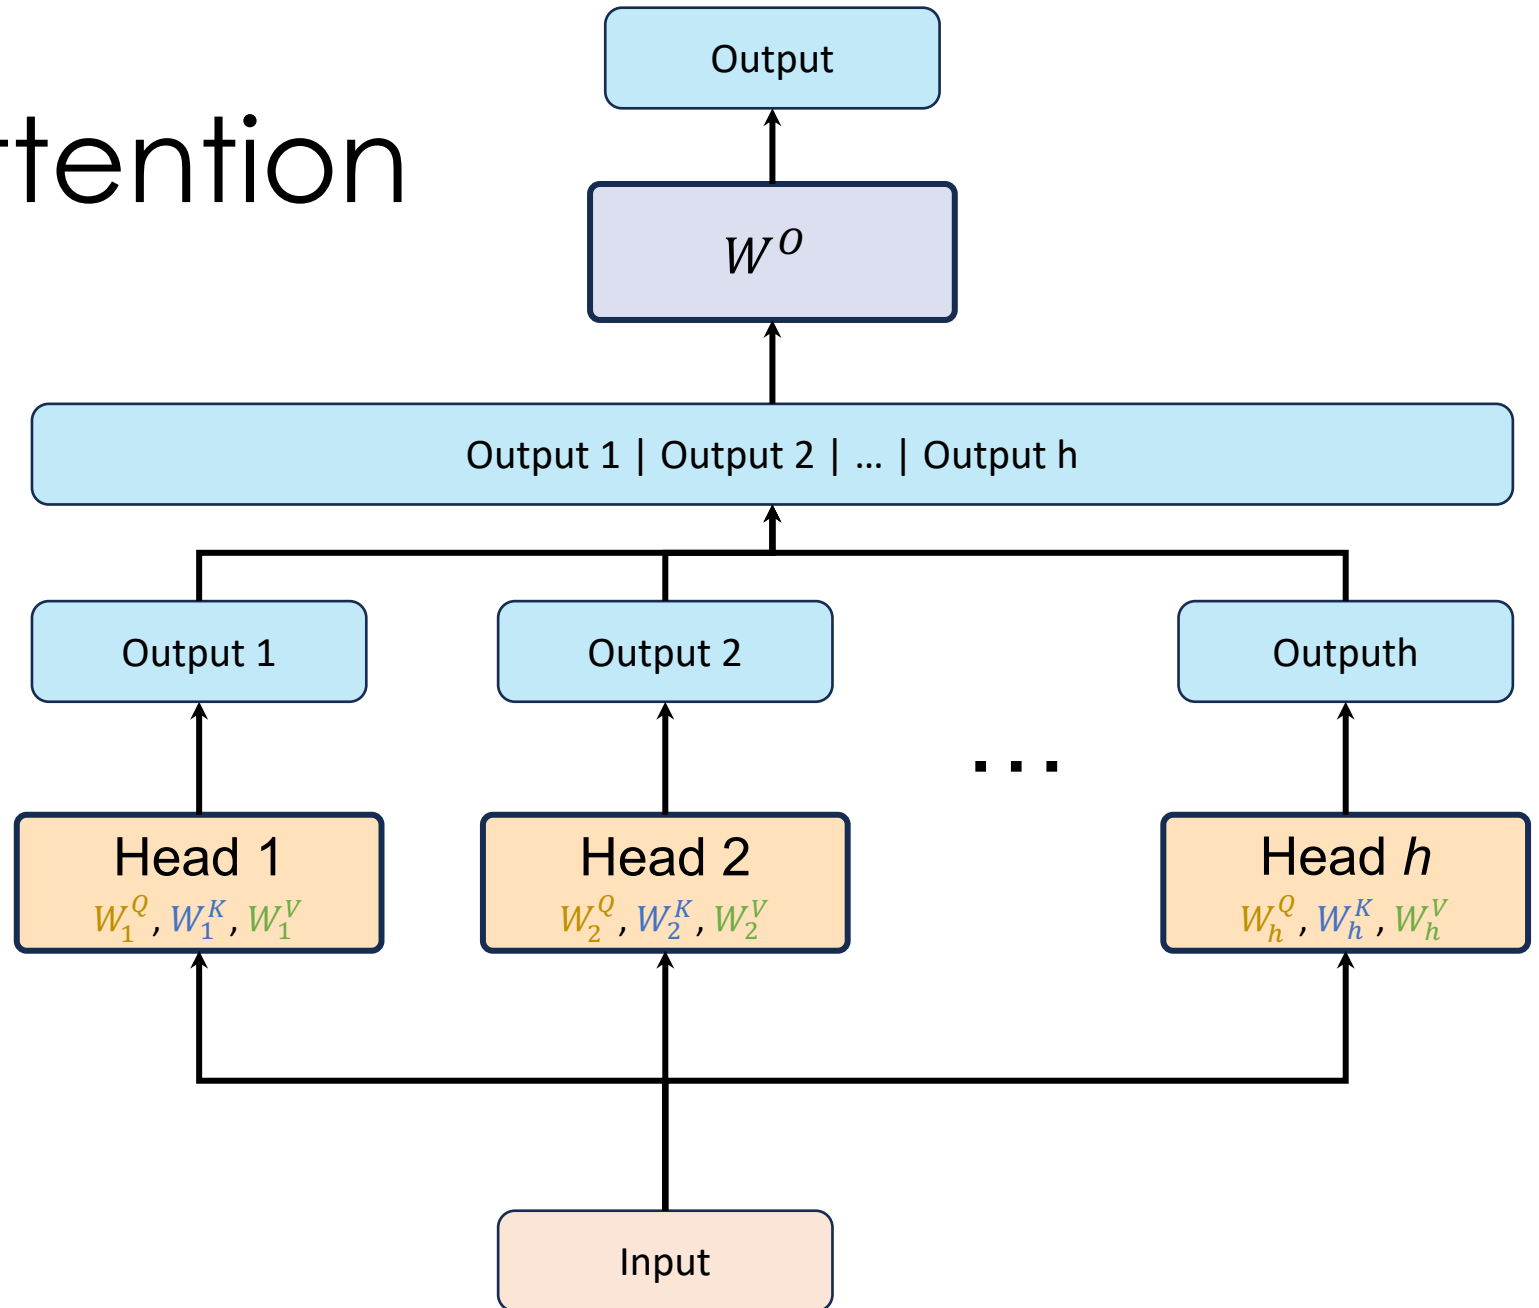 Output
ttention
W^O
Output 1 | Output 2 | ... | Output h
Output 1
Output 2
Outputh
...
Head 1
W_1^Q, W_1^K, W_1^V
Head 2
W_2^Q, W_2^K, W_2^V
Head h
W_h^Q, W_h^K, W_h^V
Input